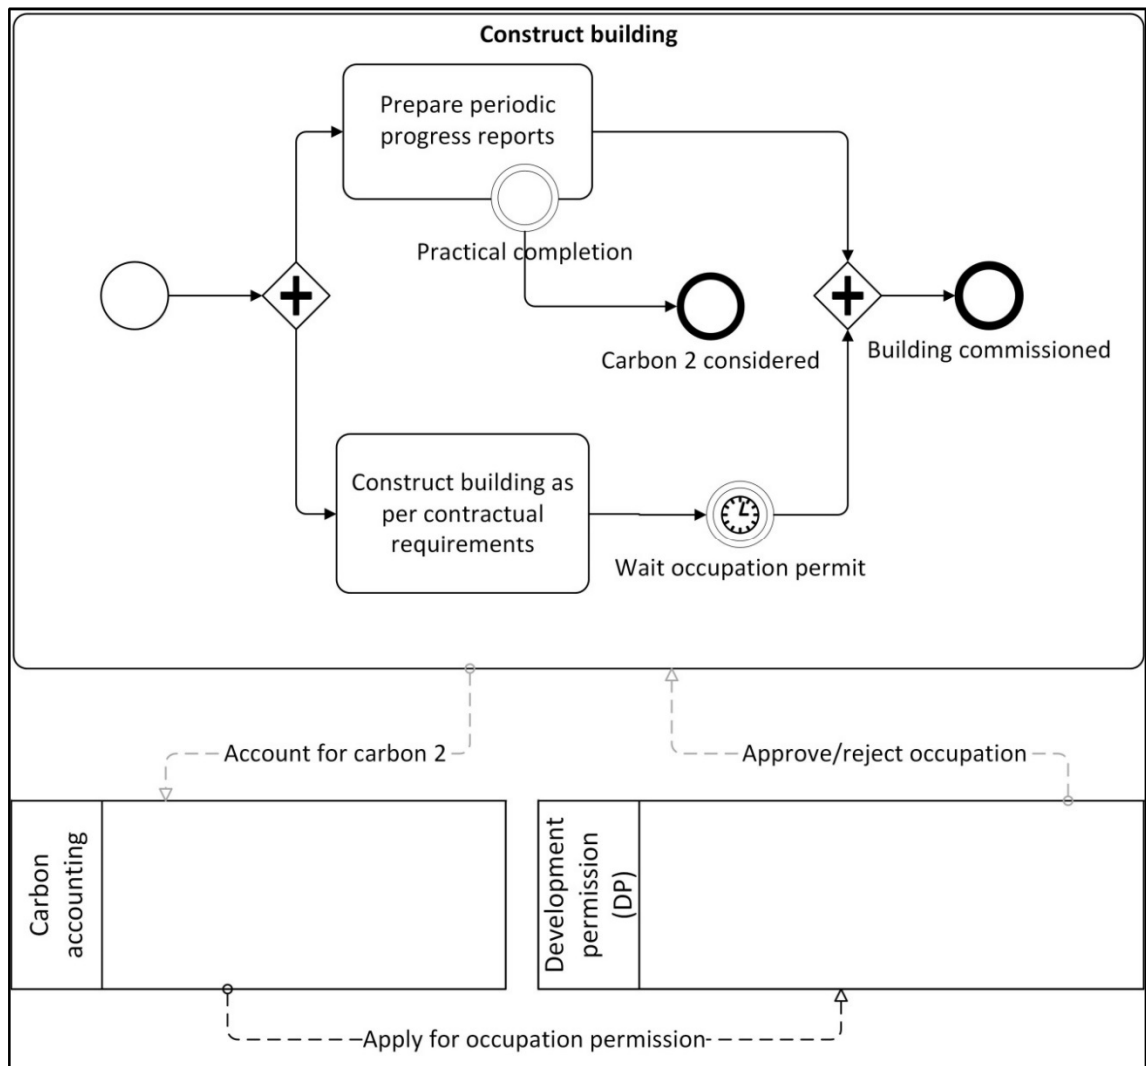 Construct building
Prepare periodic
progress reports
Practical completion
Carbon 2 considered
Building commissioned
Construct building as
per contractual
requirements
Wait occupation permit
Account for carbon 2
Approve/reject occupation
Carbon
accounting
Development
permission
(DP)
Apply for occupation permission